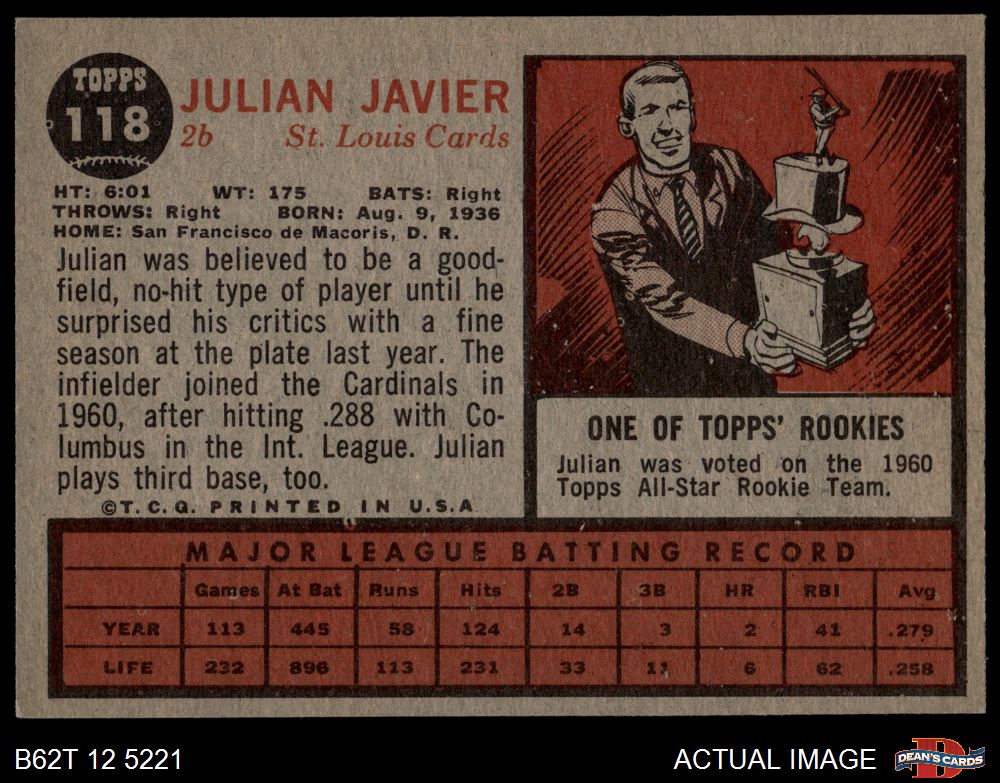 TOPPS
118
JULIAN JAVIER
2b St. Louis Cards
HT: 6:01 WT: 175 BATS: Right
THROWS: Right BORN: Aug. 9, 1936
HOME: San Francisco de Macoris, D. R.
Julian was believed to be a good-
field, no-hit type of player until he
surprised his critics with a fine
season at the plate last year. The
infielder joined the Cardinals in
1960, after hitting .288 with Co-
lumbus in the Int. League. Julian
plays third base, too.
©T. C. G. PRINTED IN U.S.A
ONE OF TOPPS' ROOKIES
Julian was voted on the 1960
Topps All-Star Rookie Team.
MAJOR LEAGUE BATTING RECORD
Games At Bat Runs Hits 2B 3B HR RBI Avg
YEAR 113 445 58 124 14 3 2 41 .279
LIFE 232 896 113 231 33 11 6 62 .258
B62T 12 5221
ACTUAL IMAGE
D
DEAN'S CARDS